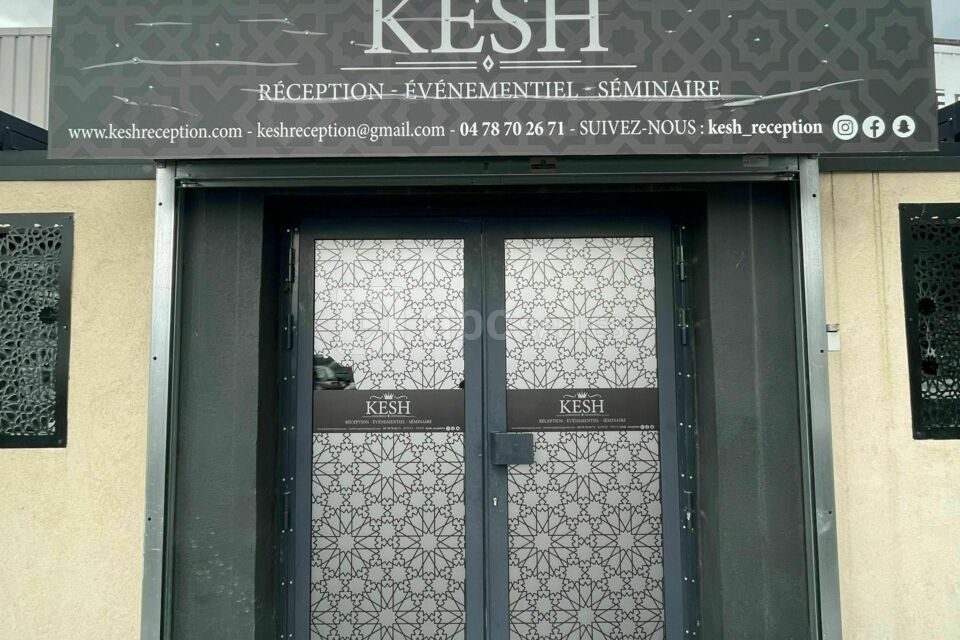 KESH
RÉCEPTION - ÉVÉNEMENTIEL - SÉMINAIRE
www.keshreception.com - keshreception@gmail.com - 04 78 70 26 71 - SUIVEZ-NOUS : kesh_reception
KESH
RÉCEPTION - ÉVÉNEMENTIEL - SÉMINAIRE
KESH
RÉCEPTION - ÉVÉNEMENTIEL - SÉMINAIRE